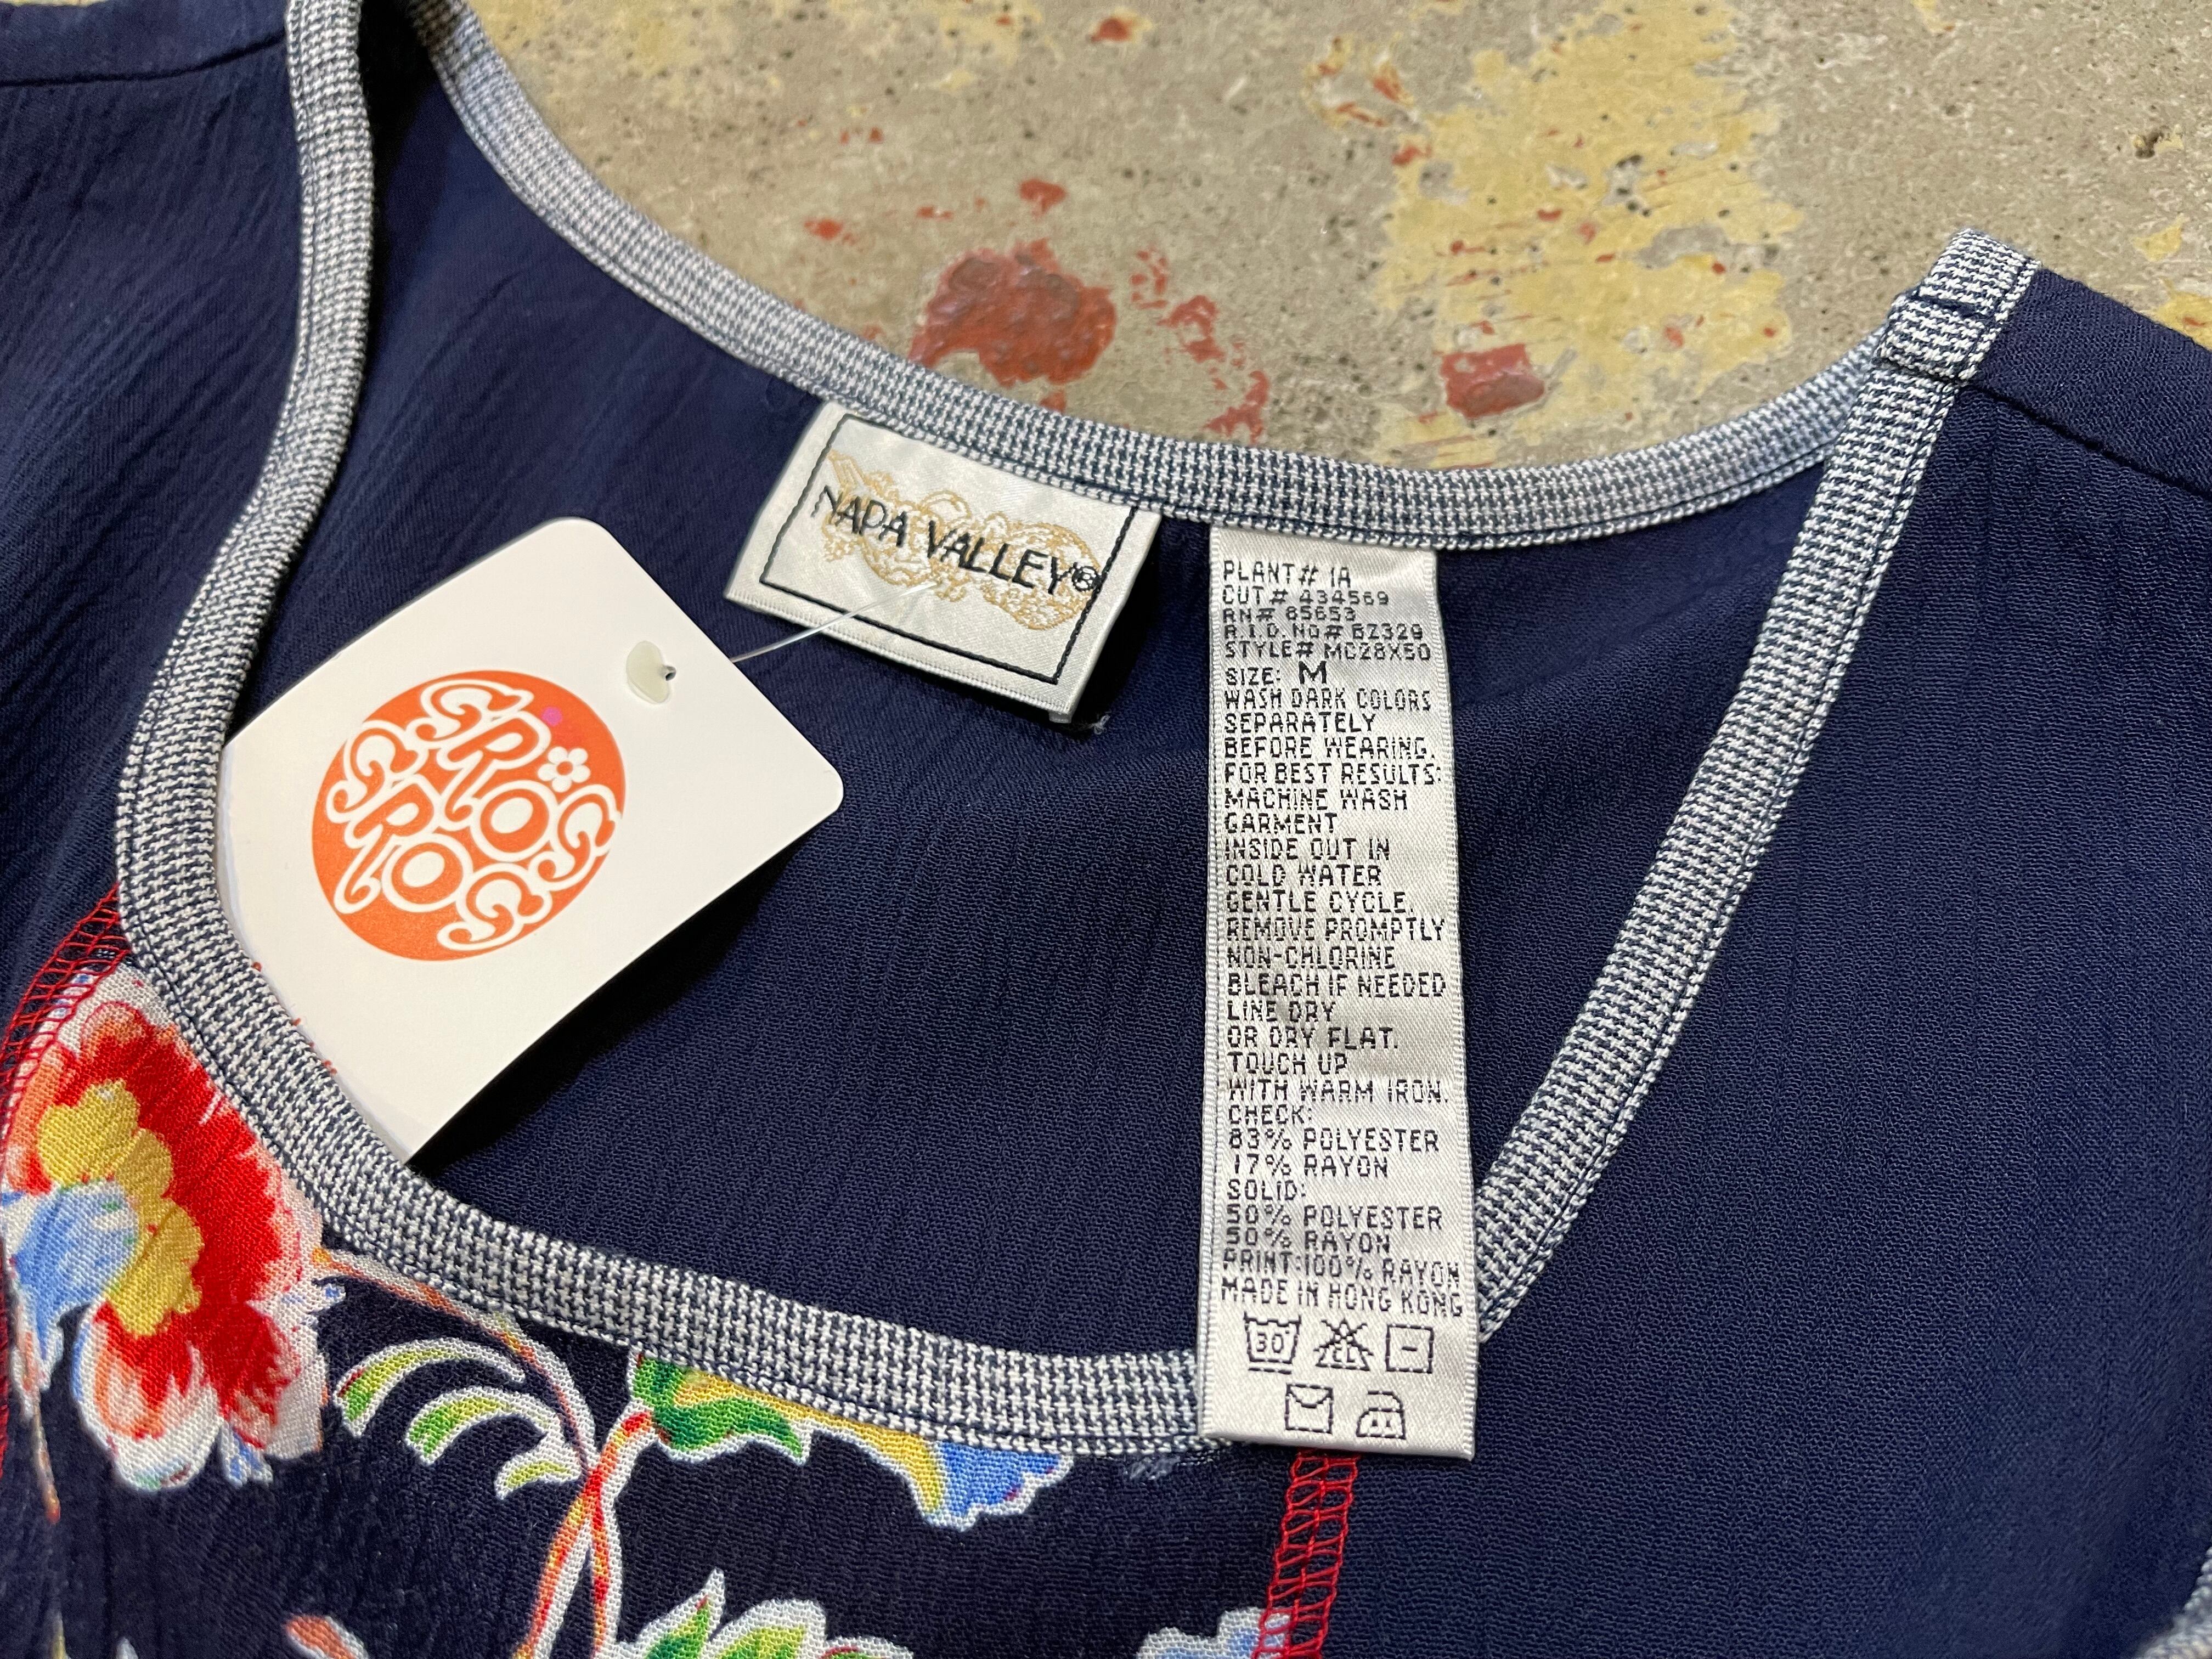 NAPA VALLEY®
SROS
SROS
PLANT# 1A
CUT# 434569
RN# 85653
R.I.D. NO# BZ329
STYLE# MC28X50
SIZE: M
WASH DARK COLORS
SEPARATELY
BEFORE WEARING.
FOR BEST RESULTS:
MACHINE WASH
GARMENT
INSIDE OUT IN
COLD WATER
GENTLE CYCLE.
REMOVE PROMPTLY
NON-CHLORINE
BLEACH IF NEEDED
LINE DRY
OR DRY FLAT.
TOUCH UP
WITH WARM IRON.
CHECK:
83% POLYESTER
17% RAYON
SOLID:
50% POLYESTER
50% RAYON
PRINT:100% RAYON
MADE IN HONG KONG
30° CL